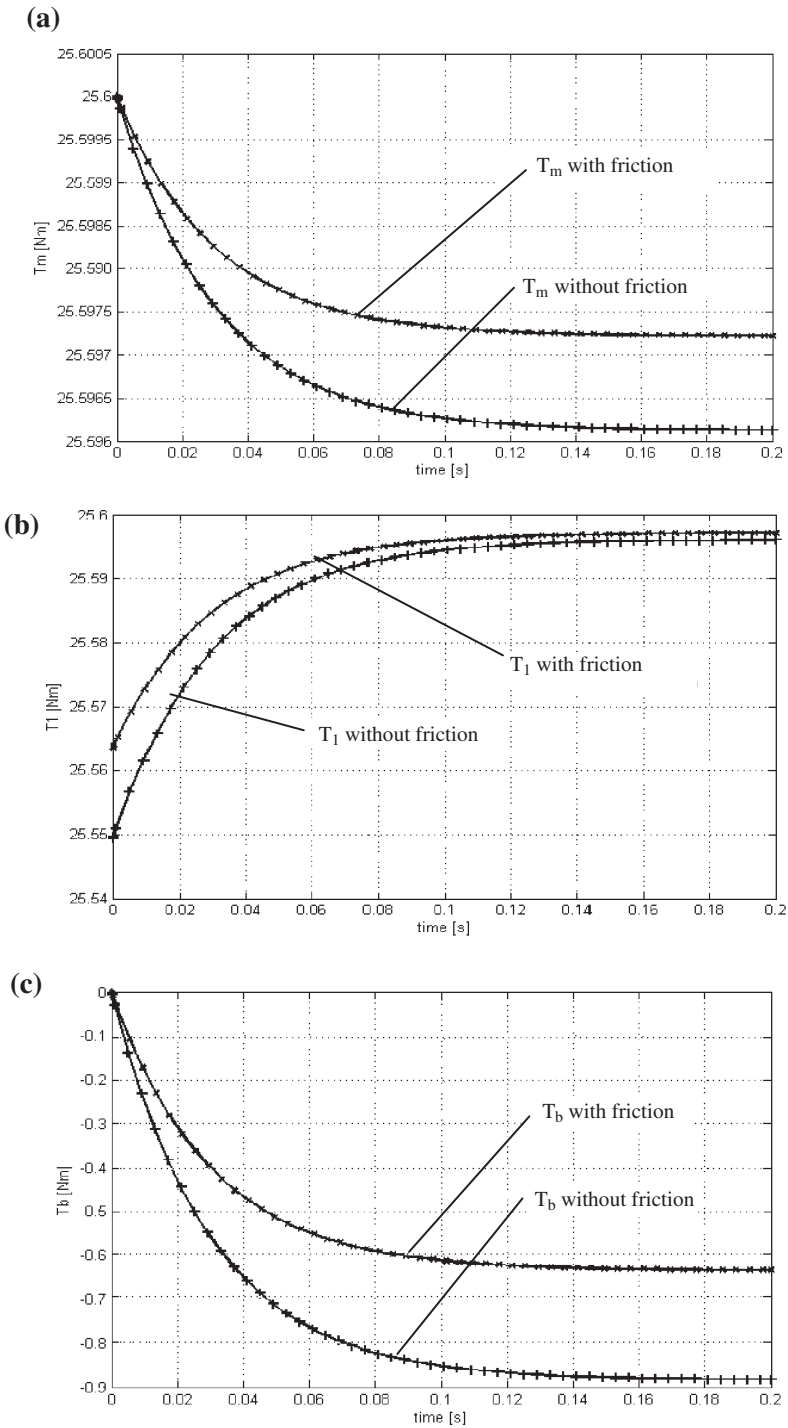 (a)
25.6005
25.6
25.5995
25.599
25.5985
25.590
25.5975
25.597
25.5965
25.596
Tm [Nm]
T_m with friction
T_m without friction
0 0.02 0.04 0.06 0.08 0.1 0.12 0.14 0.16 0.18 0.2
time [s]
(b)
25.6
25.59
25.58
25.57
25.56
25.55
25.54
T1 [Nm]
T_1 with friction
T_1 without friction
0 0.02 0.04 0.06 0.08 0.1 0.12 0.14 0.16 0.18 0.2
time [s]
(c)
0
-0.1
-0.2
-0.3
-0.4
-0.5
-0.6
-0.7
-0.8
-0.9
Tb [Nm]
T_b with friction
T_b without friction
0 0.02 0.04 0.06 0.08 0.1 0.12 0.14 0.16 0.18 0.2
time [s]